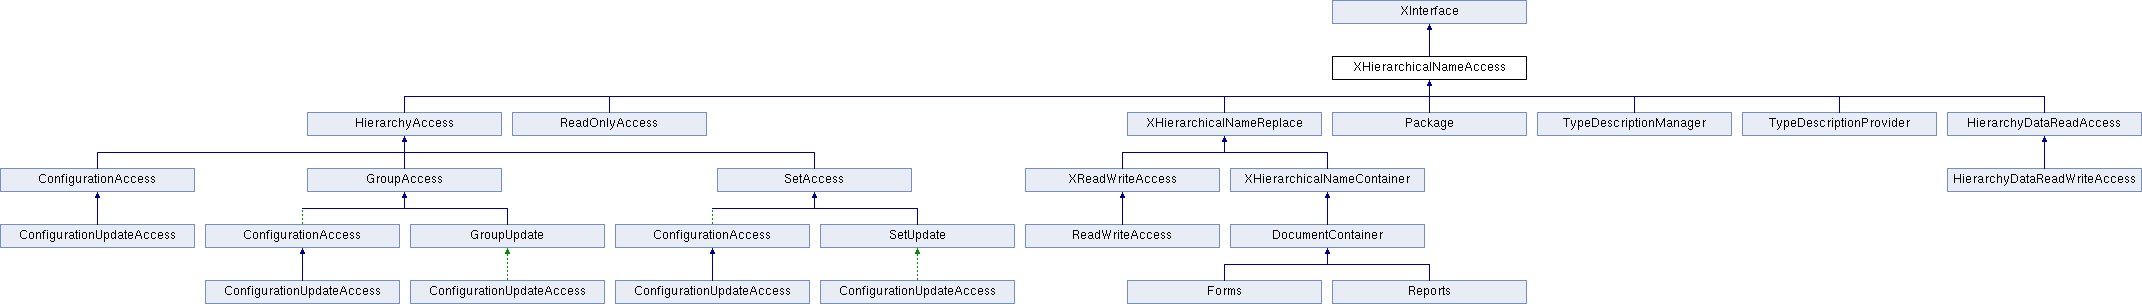 XInterface
XHierarchicalNameAccess
HierarchyAccess
ReadOnlyAccess
XHierarchicalNameReplace
Package
TypeDescriptionManager
TypeDescriptionProvider
HierarchyDataReadAccess
ConfigurationAccess
GroupAccess
SetAccess
XReadWriteAccess
XHierarchicalNameContainer
HierarchyDataReadWriteAccess
ConfigurationUpdateAccess
ConfigurationAccess
GroupUpdate
ConfigurationAccess
SetUpdate
ReadWriteAccess
DocumentContainer
ConfigurationUpdateAccess
ConfigurationUpdateAccess
ConfigurationUpdateAccess
ConfigurationUpdateAccess
Forms
Reports